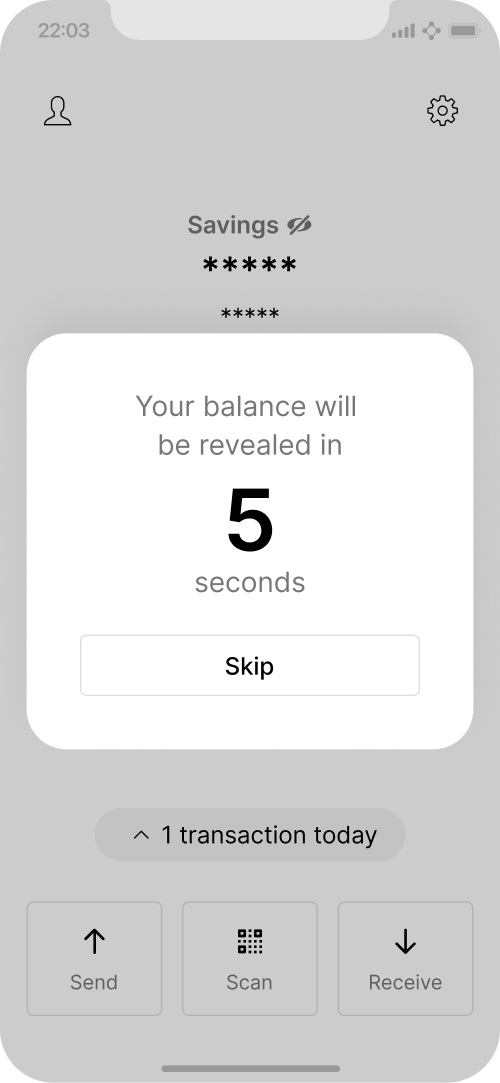 22:03
Savings
*****
*****
Your balance will
be revealed in
5
seconds
Skip
1 transaction today
Send
Scan
Receive